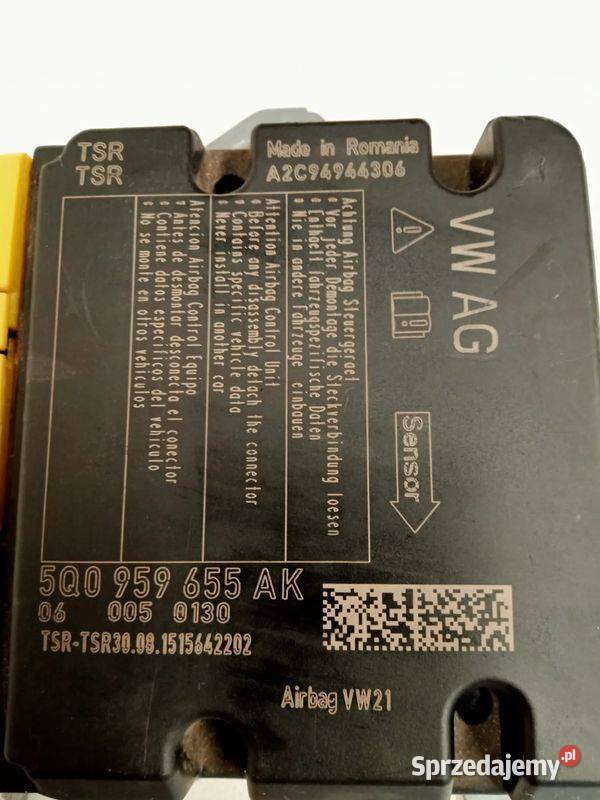 TSR
TSR
Made in Romania
A2C94944306
VW AG
Sensor
Achtung Airbag Steuergeraet
• Vor jeder Demontage die Steckverbindung loesen
• Enthaelt fahrzeugspezifische Daten
• Nie in andere Fahrzeuge einbauen
Attention Airbag Control Unit
• Before any disassembly detach the connector
• Contains specific vehicle data
• Never install in another car
Atencion Airbag Control Equipo
• Antes de desmontar desconecta el conector
• Contiene datos especificos del vehiculo
• No se monte en otros vehiculos
5Q0 959 655 AK
06 005 0130
TSR-TSR30.09.1515642202
Airbag VW21
Sprzedajemy.pl